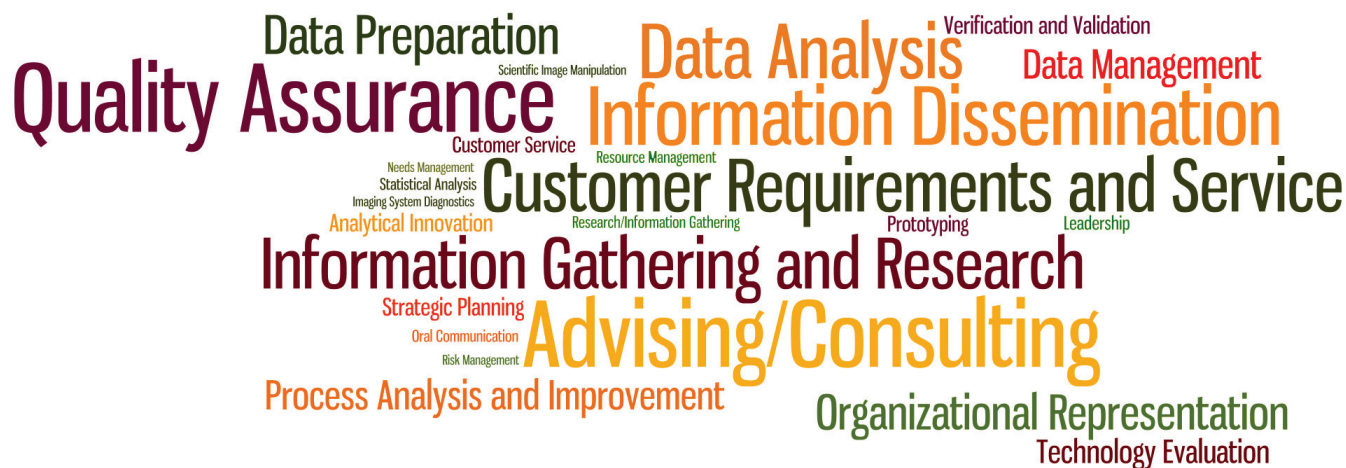 Data Preparation
Data Analysis
Verification and Validation
Scientific Image Manipulation
Data Management
Quality Assurance
Information Dissemination
Customer Service
Resource Management
Needs Management
Statistical Analysis
Customer Requirements and Service
Imaging System Diagnostics
Analytical Innovation
Research/Information Gathering
Prototyping
Leadership
Information Gathering and Research
Strategic Planning
Oral Communication
Advising/Consulting
Risk Management
Process Analysis and Improvement
Organizational Representation
Technology Evaluation